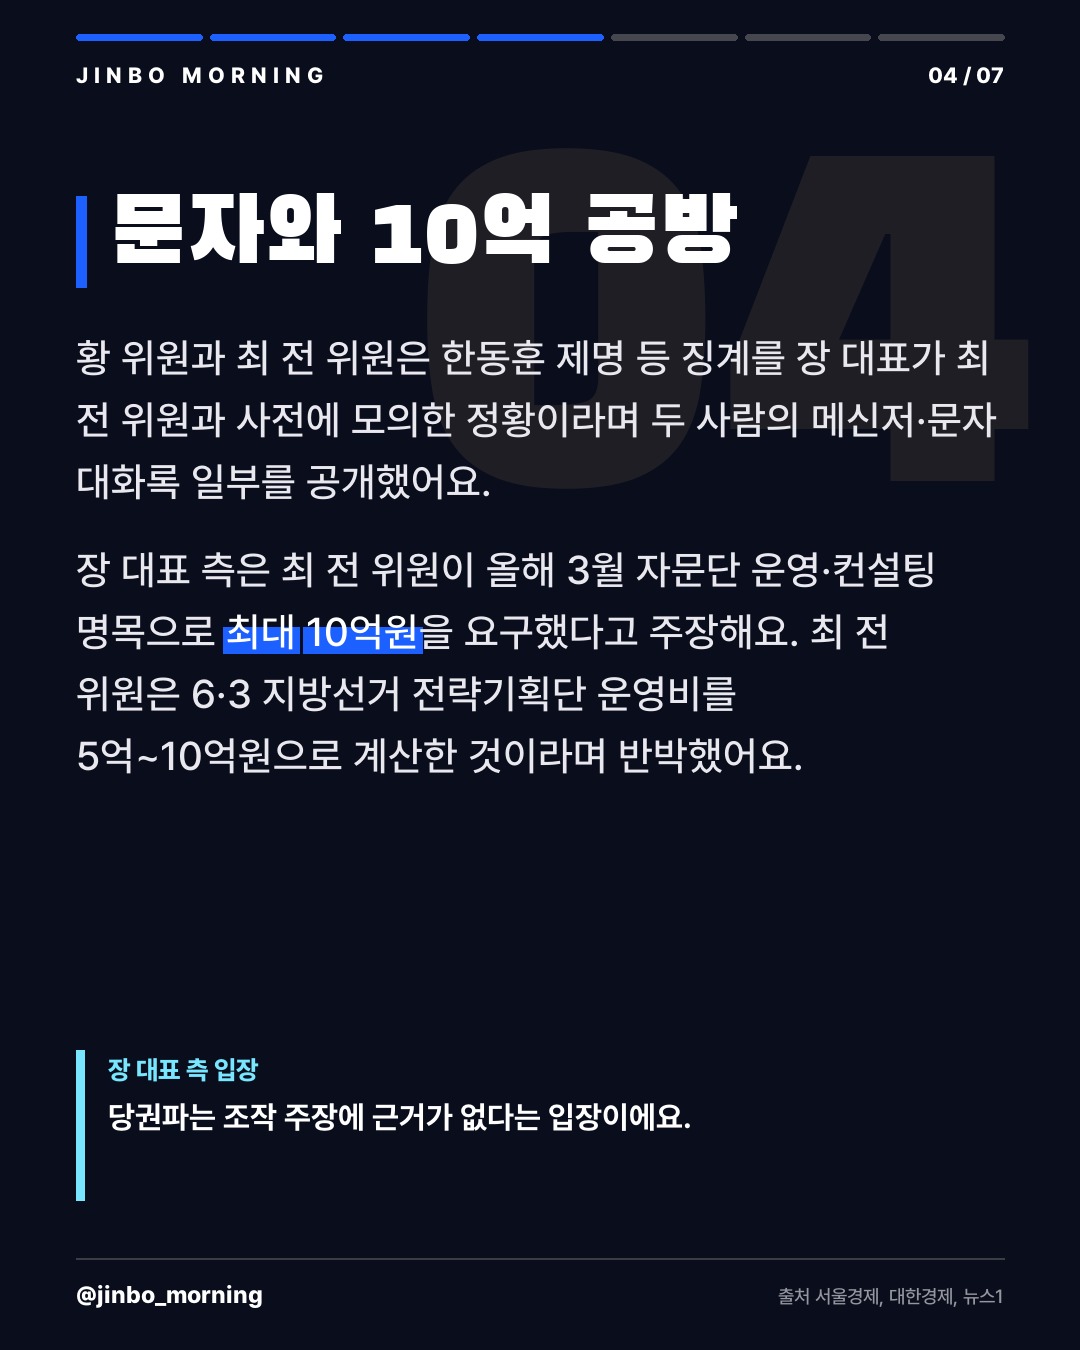 JINBO MORNING
04 / 07
04
문자와 10억 공방
황 위원과 최 전 위원은 한동훈 제명 등 징계를 장 대표가 최
전 위원과 사전에 모의한 정황이라며 두 사람의 메신저·문자
대화록 일부를 공개했어요.
장 대표 측은 최 전 위원이 올해 3월 자문단 운영·컨설팅
명목으로 최대 10억원을 요구했다고 주장해요. 최 전
위원은 6·3 지방선거 전략기획단 운영비를
5억~10억원으로 계산한 것이라며 반박했어요.
장 대표 측 입장
당권파는 조작 주장에 근거가 없다는 입장이에요.
@jinbo_morning
출처 서울경제, 대한경제, 뉴스1